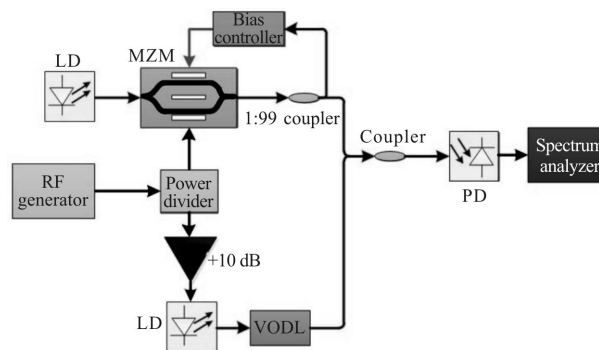 Bias
controller
LD
MZM
1:99 coupler
Coupler
RF
generator
Power
divider
PD
Spectrum
analyzer
+10 dB
LD
VODL